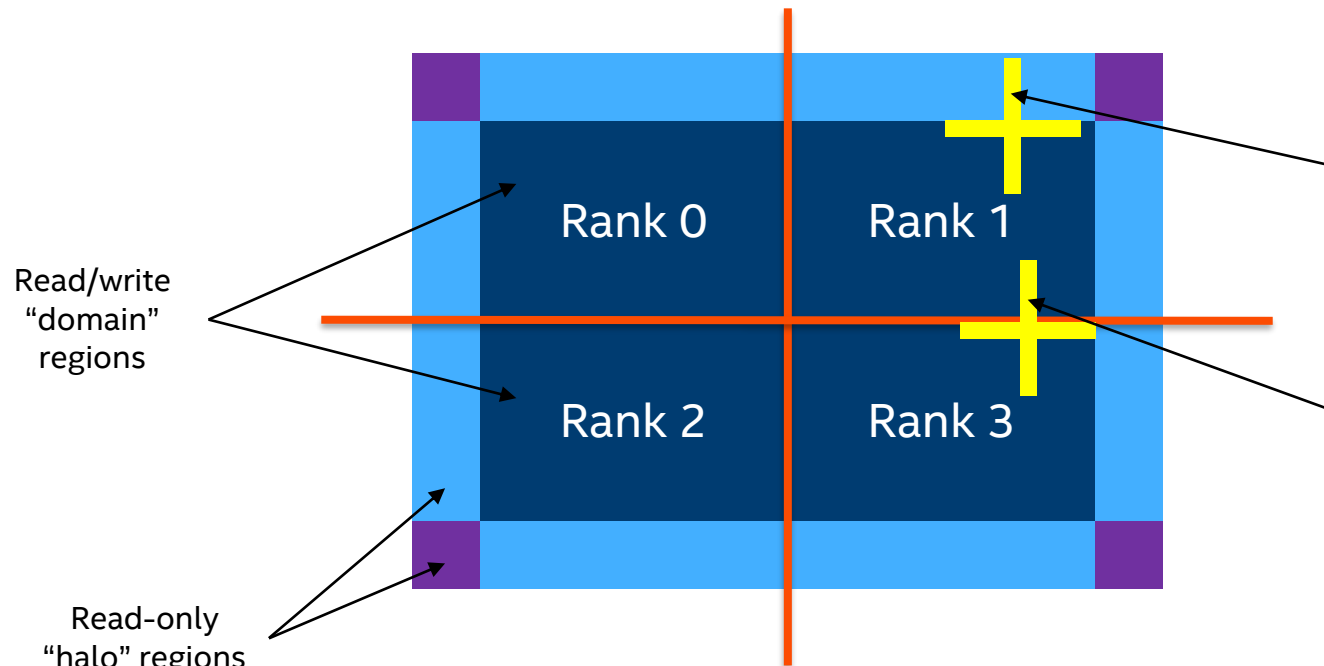 Rank 0
Rank 1
Read/write
“domain”
regions
Rank 2
Rank 3
Read-only
“halo” regions